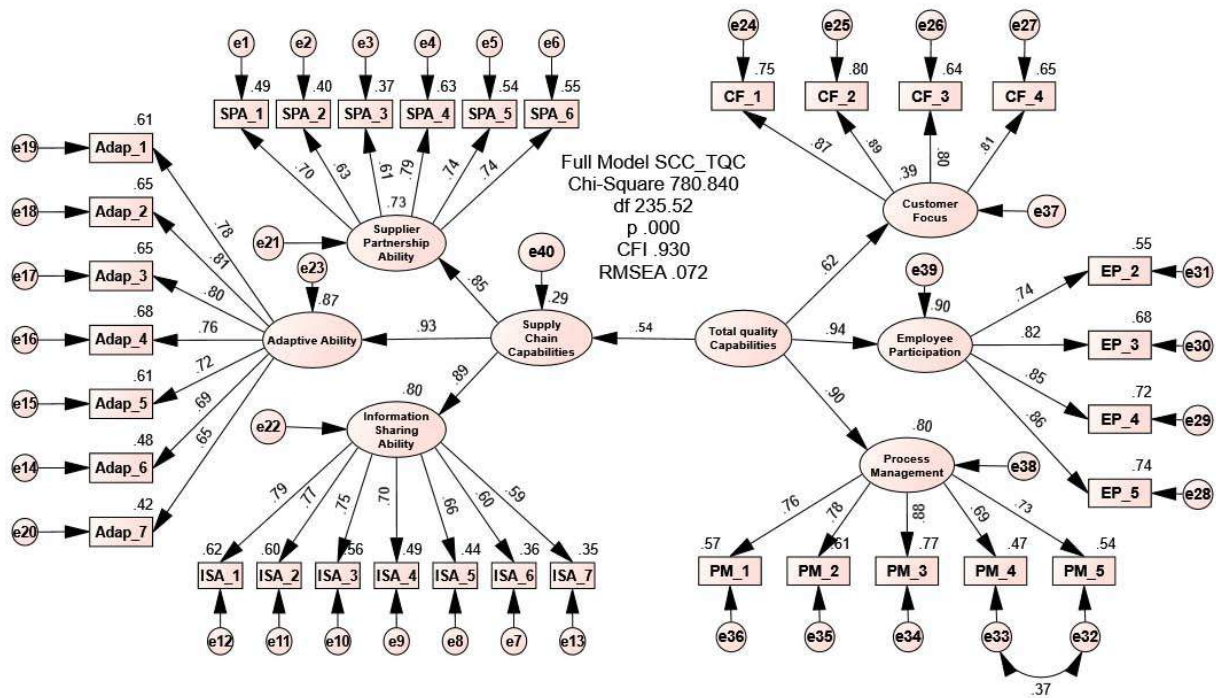 e1 e2 e3 e4 e5 e6
e24 e25 e26 e27
.49 .40 .37 .63 .54 .55
.75 .80 .64 .65
SPA_1 SPA_2 SPA_3 SPA_4 SPA_5 SPA_6
CF_1 CF_2 CF_3 CF_4
.70 .63 .61 .79 .74 .74
.87 .89 .80 .81
Full Model SCC_TQC
Chi-Square 780.840
df 235.52
p .000
CFI .930
RMSEA .072
.73
Supplier
Partnership
Ability
e21
.39
Customer
Focus
e37
e19 .61 Adap_1 .78
e18 .65 Adap_2 .81
e17 .65 Adap_3 .80
e16 .68 Adap_4 .76
e15 .61 Adap_5 .72
e14 .48 Adap_6 .69
e20 .42 Adap_7 .65
e23
.87
Adaptive Ability
.85
.93
.89
e40
.29
Supply
Chain
Capabilities
.54
Total quality
Capabilities
.62
.94
.90
e39
.90
Employee
Participation
.74 .55 EP_2 e31
.82 .68 EP_3 e30
.85 .72 EP_4 e29
.86 .74 EP_5 e28
.80
Information
Sharing
Ability
e22
.80
Process
Management
e38
.79 .77 .75 .70 .66 .60 .59
.76 .78 .88 .69 .73
.62 .60 .56 .49 .44 .36 .35
.57 .61 .77 .47 .54
ISA_1 ISA_2 ISA_3 ISA_4 ISA_5 ISA_6 ISA_7
PM_1 PM_2 PM_3 PM_4 PM_5
e12 e11 e10 e9 e8 e7 e13
e36 e35 e34 e33 e32
.37